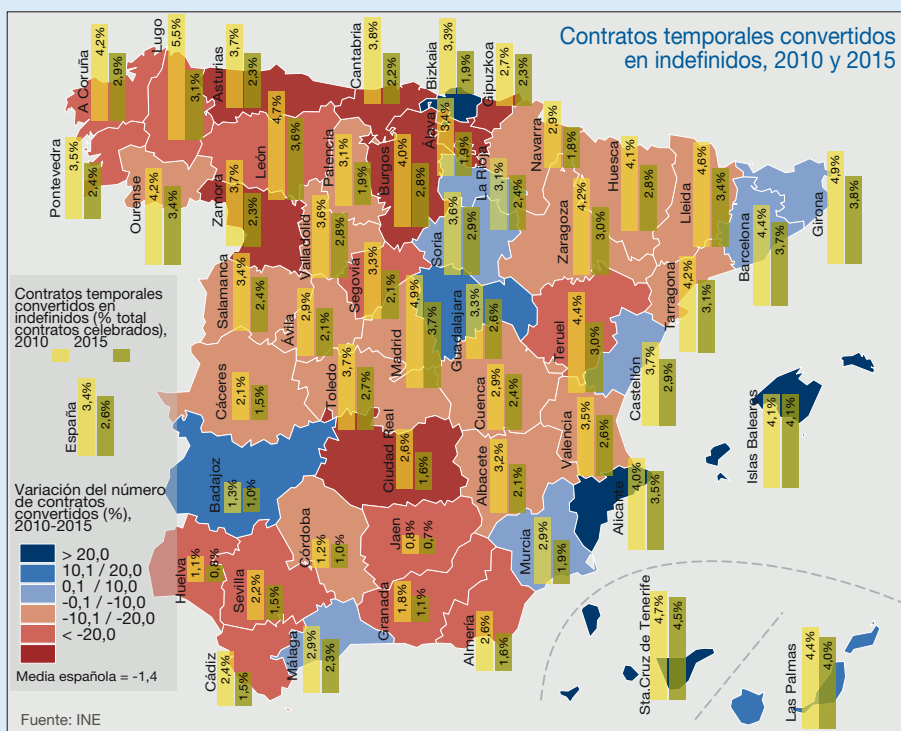 Contratos temporales convertidos
en indefinidos, 2010 y 2015
A Coruña
4,2%
2,9%
Lugo
5,5%
3,1%
Asturias
3,7%
2,3%
Cantabria
3,8%
2,2%
Bizkaia
3,3%
1,9%
Gipuzkoa
2,7%
2,3%
Álava
3,4%
1,9%
Navarra
2,9%
1,8%
Pontevedra
3,5%
2,4%
Ourense
4,2%
3,4%
Zamora
3,7%
2,3%
León
4,7%
3,6%
Palencia
3,1%
1,9%
Burgos
4,0%
2,8%
La Rioja
3,1%
2,4%
Huesca
4,1%
2,8%
Lleida
4,6%
3,4%
Girona
4,9%
3,8%
Barcelona
4,4%
3,7%
Valladolid
3,6%
2,8%
Soria
3,6%
2,9%
Zaragoza
4,2%
3,0%
Tarragona
4,2%
3,1%
Salamanca
3,4%
2,4%
Ávila
2,9%
2,1%
Segovia
3,3%
2,1%
Madrid
4,9%
3,7%
Guadalajara
3,3%
2,6%
Teruel
4,4%
3,0%
Castellón
3,7%
2,9%
Cáceres
2,1%
1,5%
Toledo
3,7%
2,7%
Cuenca
2,9%
2,4%
Valencia
3,5%
2,6%
Islas Baleares
4,1%
4,1%
Badajoz
1,3%
1,0%
Ciudad Real
2,6%
1,6%
Albacete
3,2%
2,1%
Alicante
4,0%
3,5%
Huelva
1,1%
0,8%
Sevilla
2,2%
1,5%
Córdoba
1,2%
1,0%
Jaen
0,8%
0,7%
Murcia
2,9%
1,9%
Cádiz
2,4%
1,5%
Málaga
2,9%
2,3%
Granada
1,8%
1,1%
Almería
2,6%
1,6%
Sta.Cruz de Tenerife
4,7%
4,5%
Las Palmas
4,4%
4,0%
Contratos temporales
convertidos en
indefinidos (% total
contratos celebrados),
2010 2015
España
3,4%
2,6%
Variación del número
de contratos
convertidos (%),
2010-2015
> 20,0
10,1 / 20,0
0,1 / 10,0
-0,1 / -10,0
-10,1 / -20,0
< -20,0
Media española = -1,4
Fuente: INE